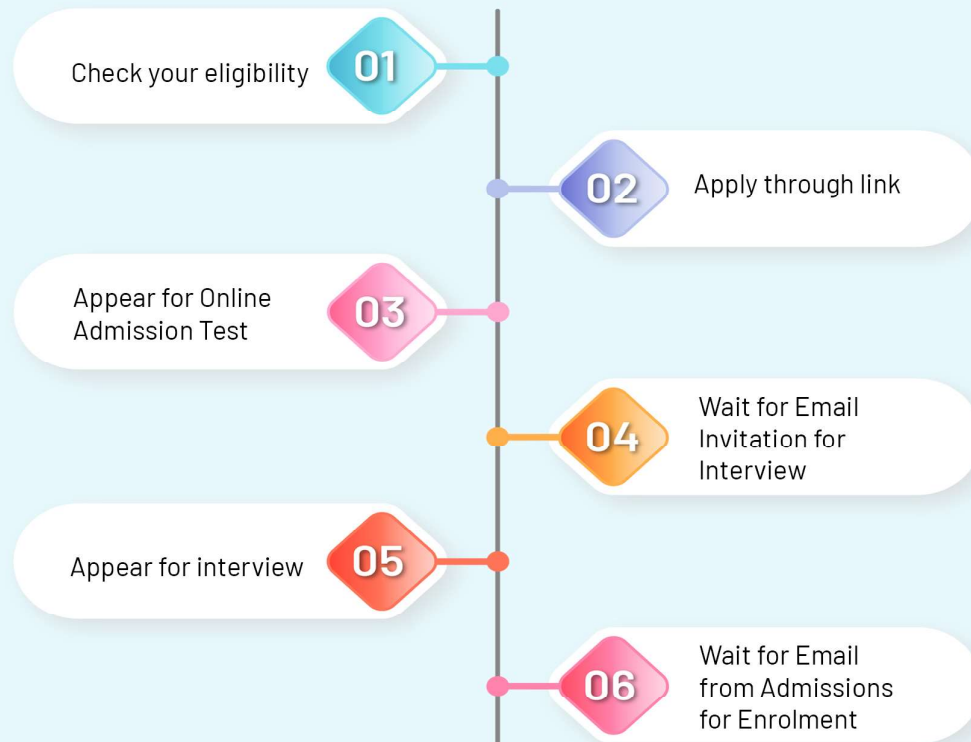 Check your eligibility
01
02
Apply through link
Appear for Online
Admission Test
03
04
Wait for Email
Invitation for
Interview
Appear for interview
05
06
Wait for Email
from Admissions
for Enrolment